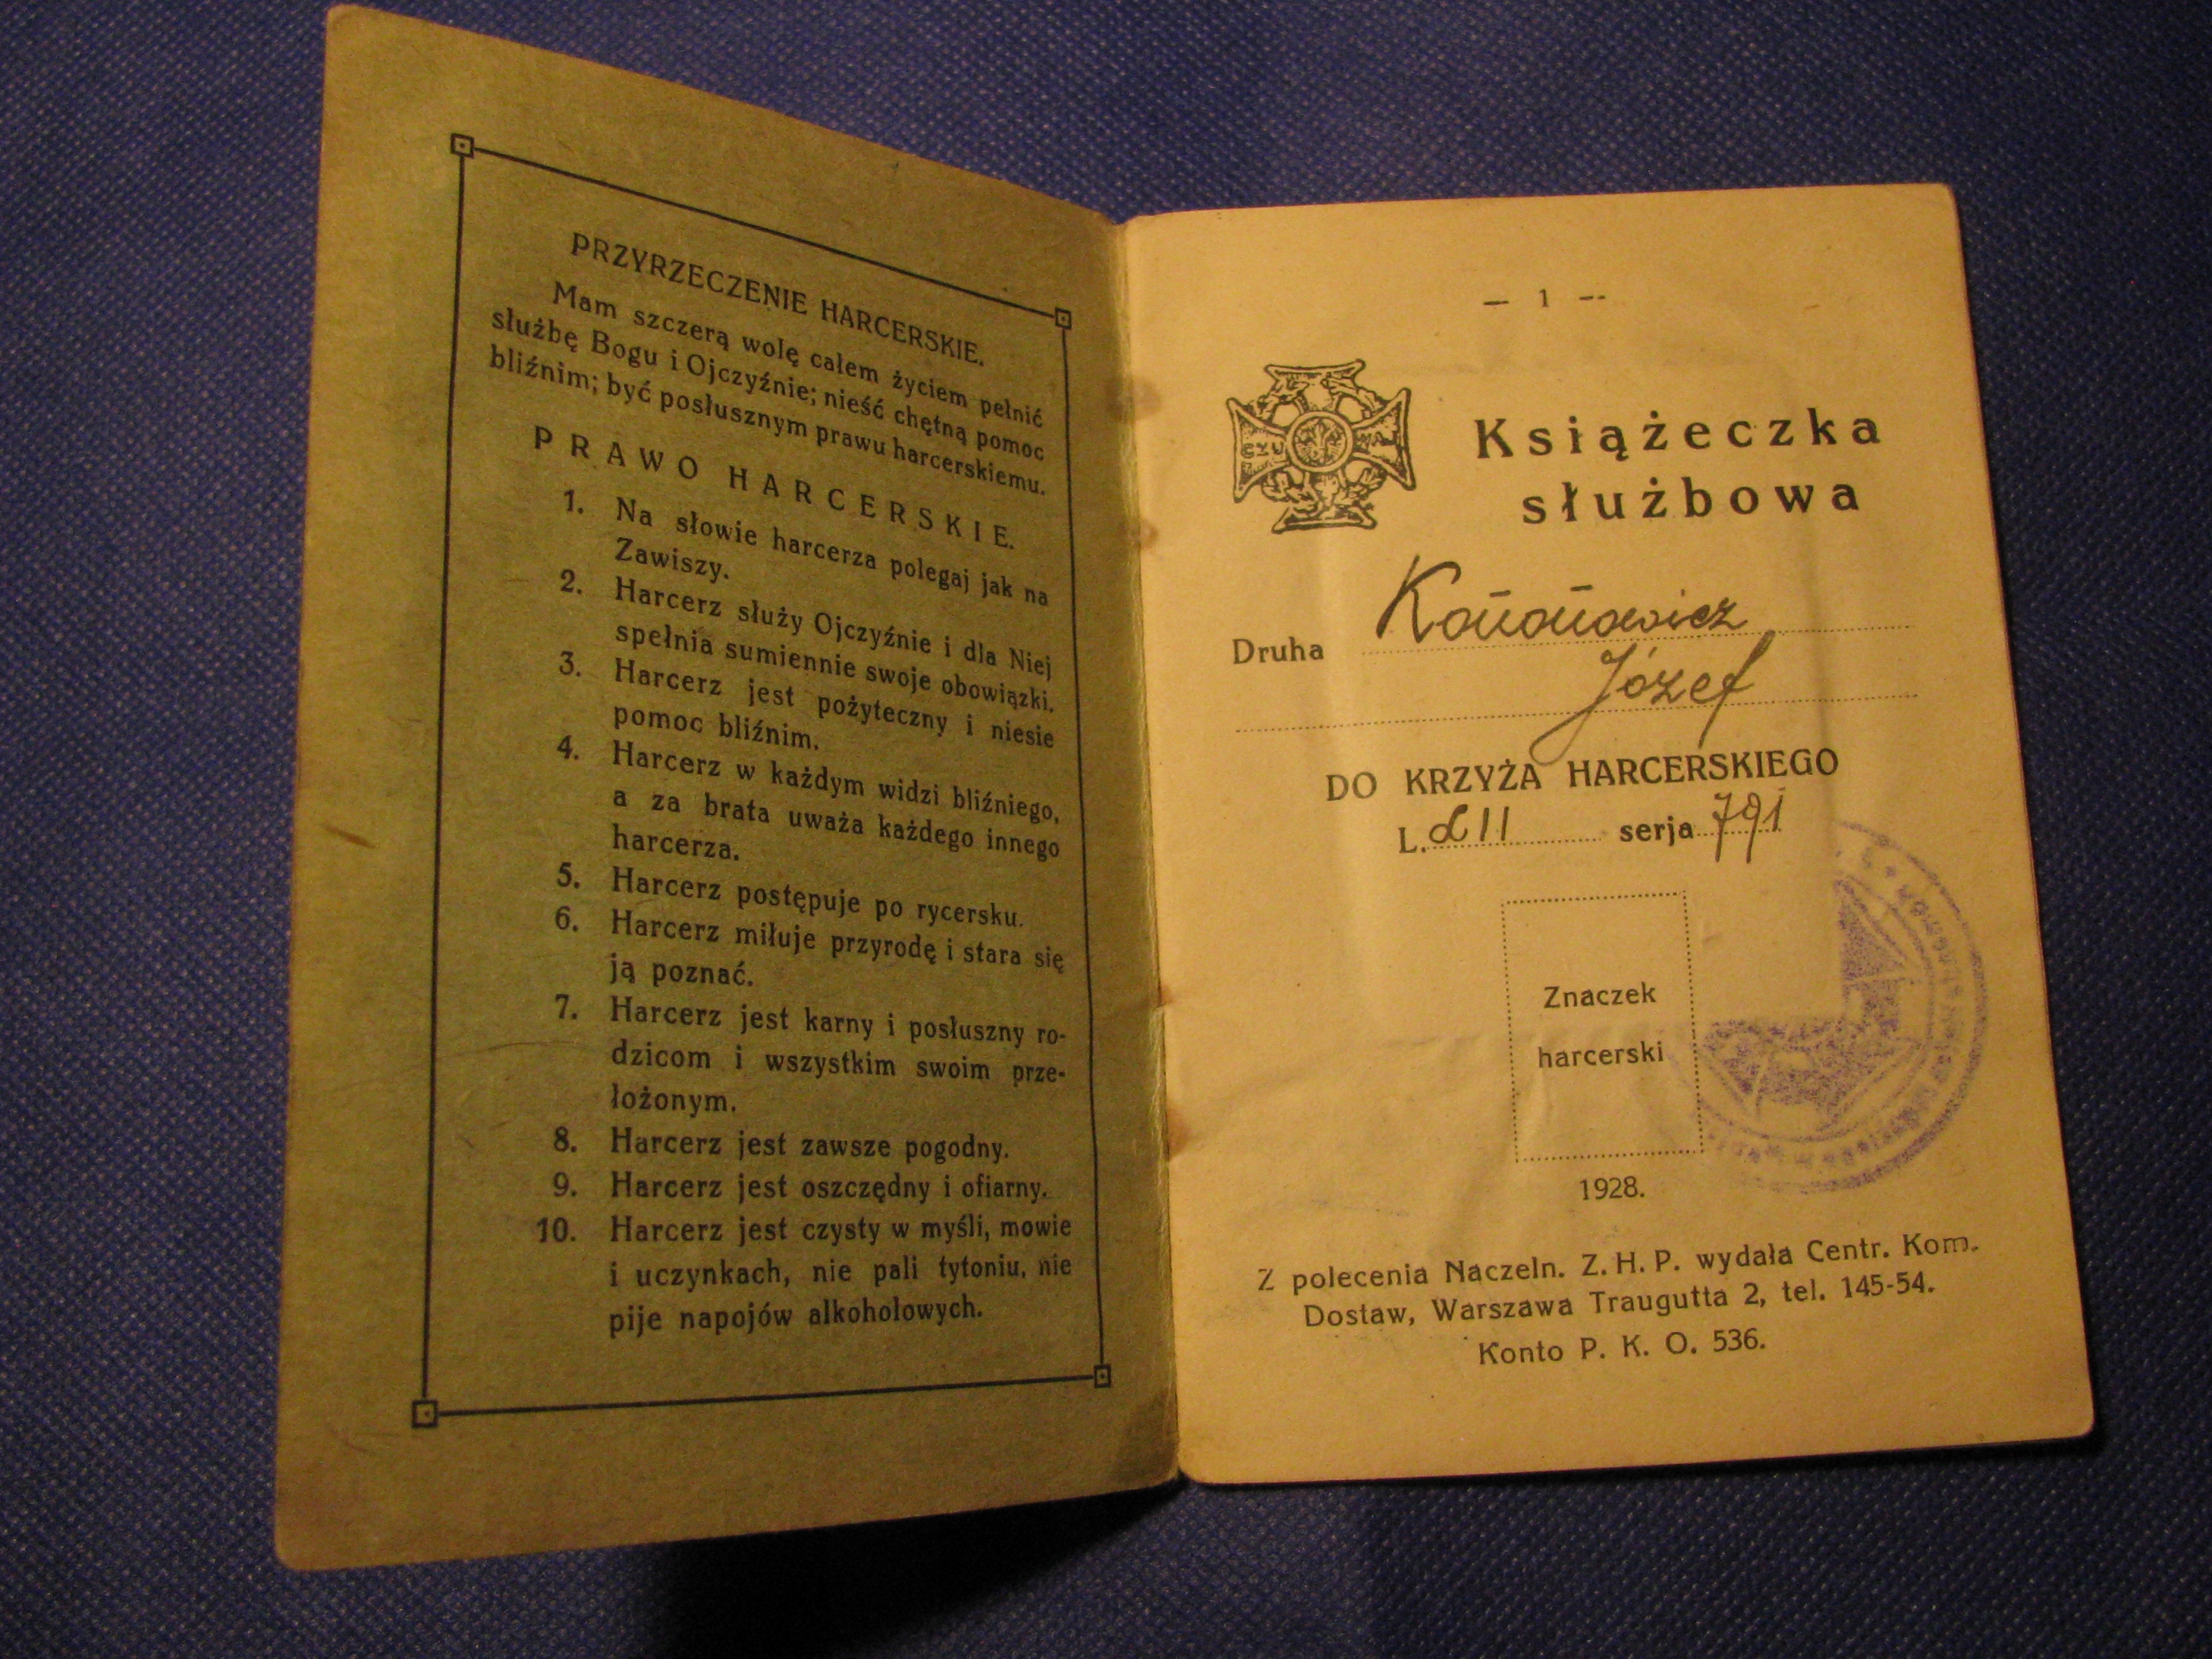 PRZYRZECZENIE HARCERSKIE.
Mam szczerą wolę całem życiem pełnić
służbę Bogu i Ojczyźnie; nieść chętną pomoc
bliźnim; być posłusznym prawu harcerskiemu.
PRAWO HARCERSKIE.
1. Na słowie harcerza polegaj jak na
Zawiszy.
2. Harcerz służy Ojczyźnie i dla Niej
spełnia sumiennie swoje obowiązki.
3. Harcerz jest pożyteczny i niesie
pomoc bliźnim.
4. Harcerz w każdym widzi bliźniego,
a za brata uważa każdego innego
harcerza.
5. Harcerz postępuje po rycersku.
6. Harcerz miłuje przyrodę i stara się
ją poznać.
7. Harcerz jest karny i posłuszny ro-
dzicom i wszystkim swoim prze-
łożonym.
8. Harcerz jest zawsze pogodny.
9. Harcerz jest oszczędny i ofiarny.
10. Harcerz jest czysty w myśli, mowie
i uczynkach, nie pali tytoniu, nie
pije napojów alkoholowych.
— 1 --
Książeczka
służbowa
Druha Konanowicz
Józef
DO KRZYŻA HARCERSKIEGO
L. serja 791
Znaczek
harcerski
1928.
Z polecenia Naczeln. Z. H. P. wydała Centr. Kom.
Dostaw, Warszawa Traugutta 2, tel. 145-54.
Konto P. K. O. 536.